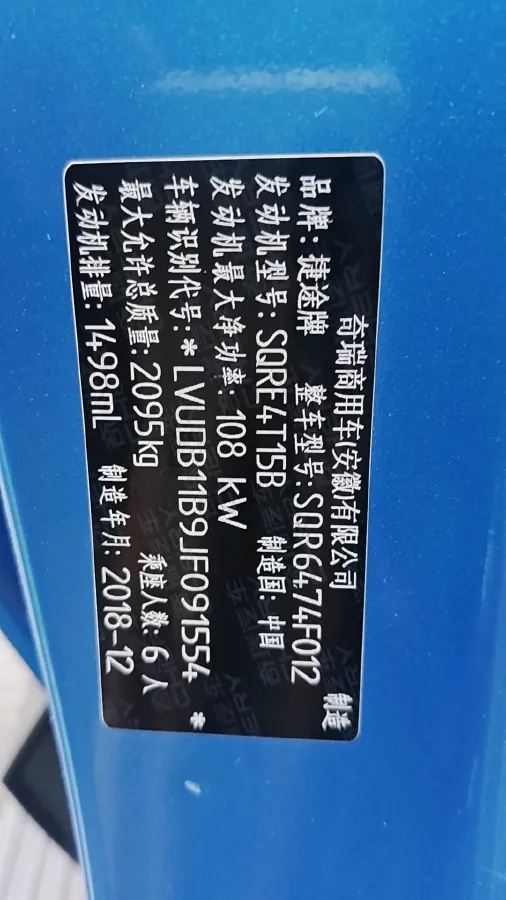 奇瑞商用车(安徽)有限公司 制造
品牌:捷途牌 整车型号:SQR6474F012
发动机型号:SQRE4T15B 制造国:中国
发动机最大净功率:108 kW
车辆识别代号:*LVUDB11B9JF091554*
最大允许总质量:2095kg 乘座人数:6人
发动机排量:1498mL 制造年月:2018-12